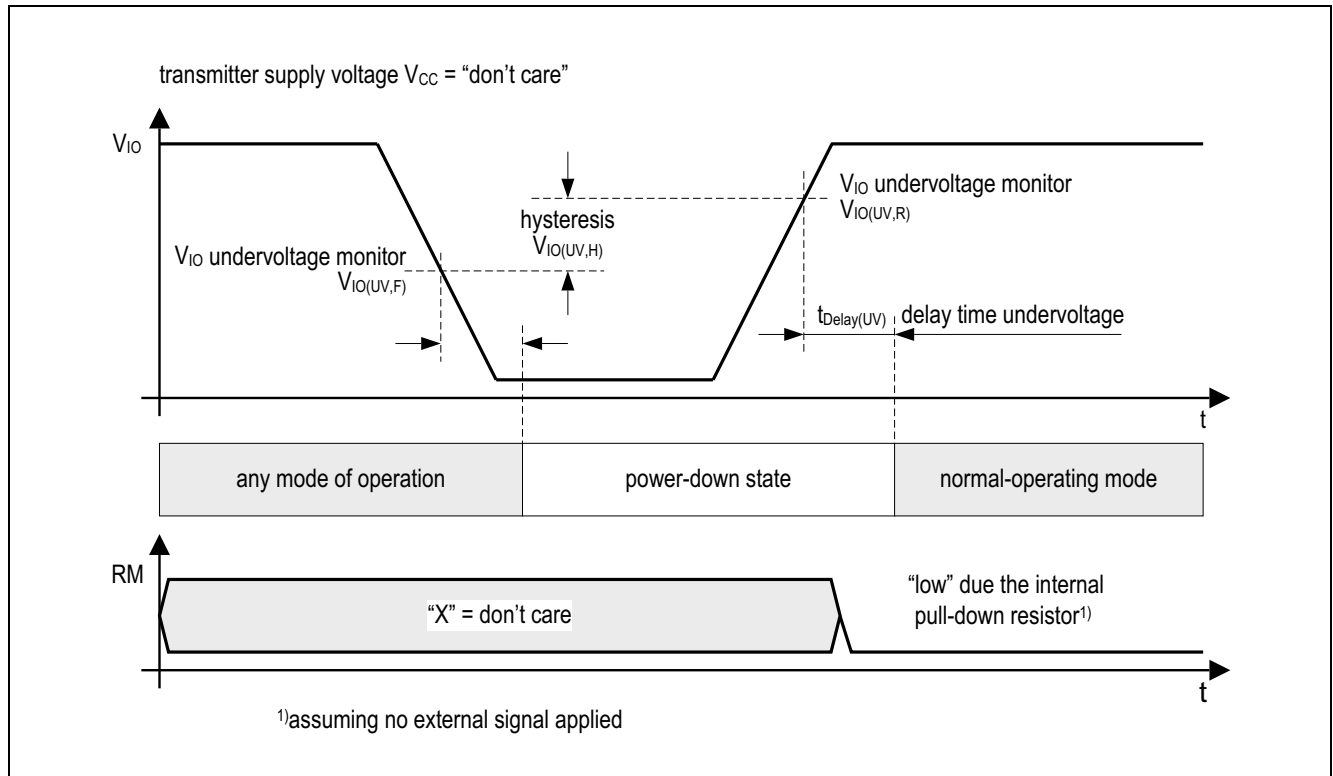 transmitter supply voltage VCC = “don’t care”
VIO
VIO undervoltage monitor
VIO(UV,R)
hysteresis
VIO(UV,H)
VIO undervoltage monitor
VIO(UV,F)
tDelay(UV) delay time undervoltage
t
any mode of operation
power-down state
normal-operating mode
RM
“X” = don’t care
“low” due the internal
pull-down resistor1)
t
1)assuming no external signal applied